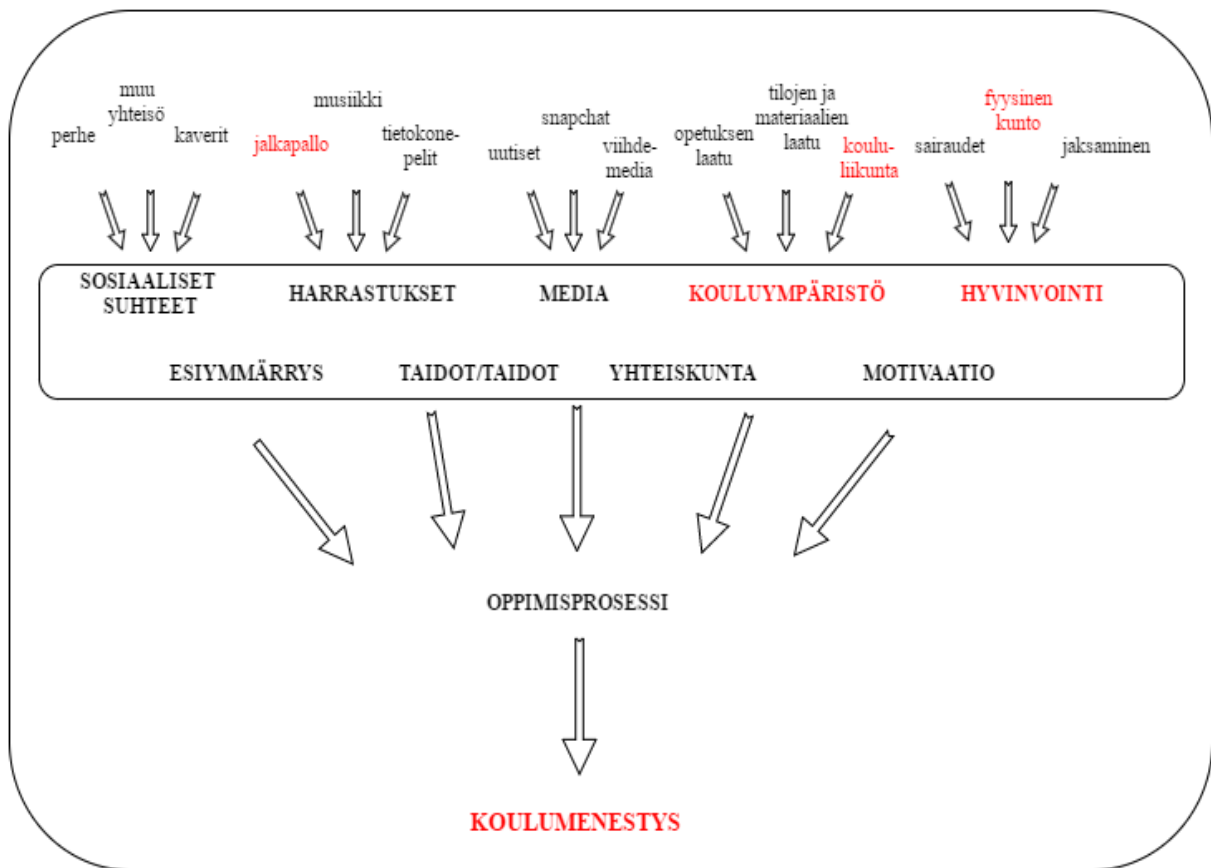 perhe
muu
yhteisö
kaverit
jalkapallo
musiikki
tietokone-
pelit
uutiset
snapchat
viihde-
media
opetuksen
laatu
tilojen ja
materiaalien
laatu
koulu-
liikunta
sairaudet
fyysinen
kunto
jaksaminen
SOSIAALISET
SUHTEET
HARRASTUKSET
MEDIA
KOULUYMPÄRISTÖ
HYVINVOINTI
ESIYMMÄRRYS
TAIDOT/TAIDOT
YHTEISKUNTA
MOTIVAATIO
OPPIMISPROSESSI
KOULUMENESTYS